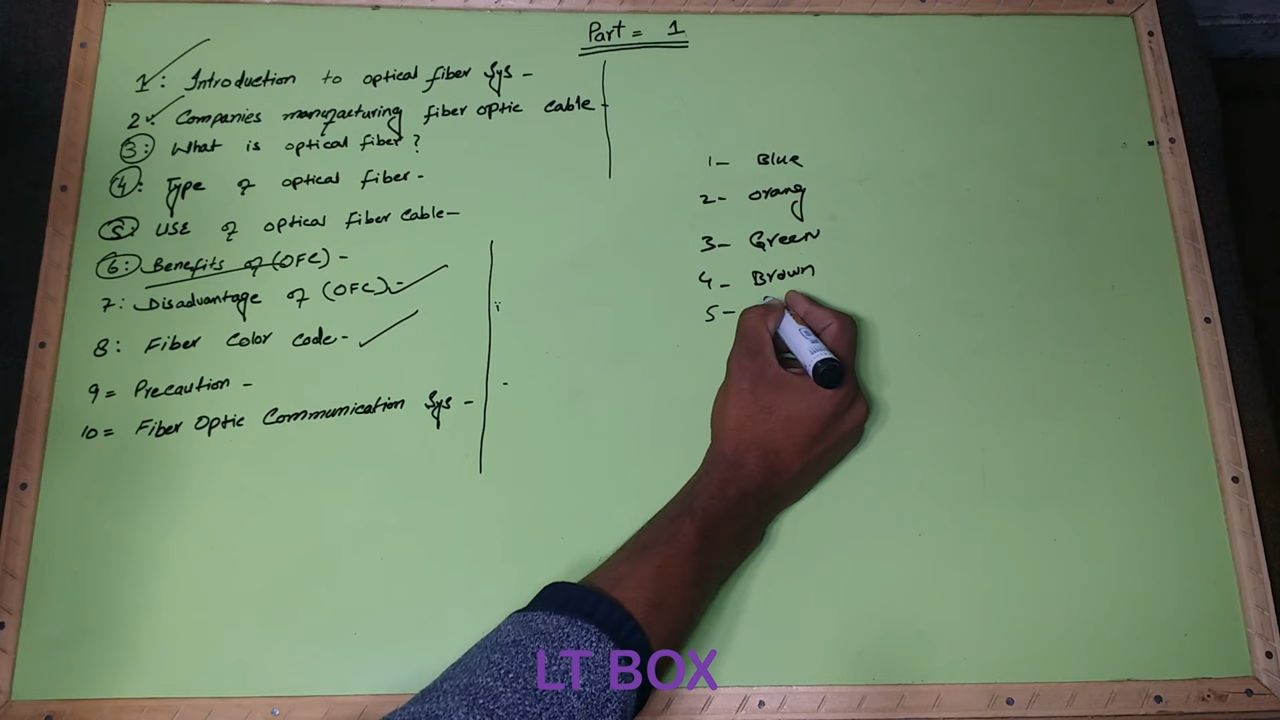 Part = 1
1: Introduction to optical fiber Sys -
2. Companies manufacturing fiber optic cable -
3: What is optical fiber?
4: Type of optical fiber -
5: USE of optical fiber Cable -
6: Benefits of (OFC) -
7: Disadvantage of (OFC) -
8: Fiber Color Code -
9 = Precaution -
10 = Fiber Optic Communication Sys -
1- Blue
2- orang
3- Green
4- Brown
5-
LT BOX